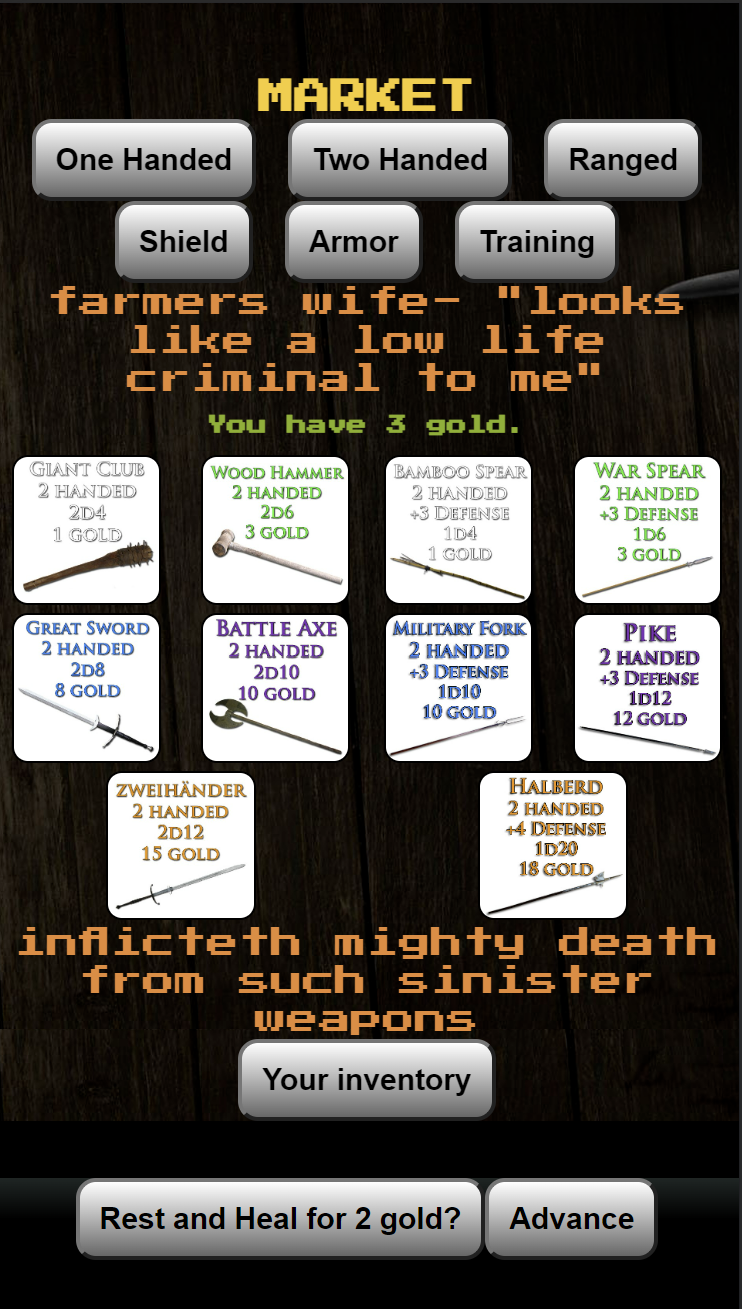 MARKET
One Handed Two Handed Ranged
Shield Armor Training
farmers wife- "looks
like a low life
criminal to me"
You have 3 gold.
Giant Club
2 handed
2d4
1 gold
Wood Hammer
2 handed
2d6
3 gold
Bamboo Spear
2 handed
+3 Defense
1d4
1 gold
War Spear
2 handed
+3 Defense
1d6
3 gold
Great Sword
2 handed
2d8
8 gold
Battle Axe
2 handed
2d10
10 gold
Military Fork
2 handed
+3 Defense
1d10
10 gold
Pike
2 handed
+3 Defense
1d12
12 gold
zweihänder
2 handed
2d12
15 gold
Halberd
2 handed
+4 Defense
1d20
18 gold
inflicteth mighty death
from such sinister
weapons
Your inventory
Rest and Heal for 2 gold? Advance